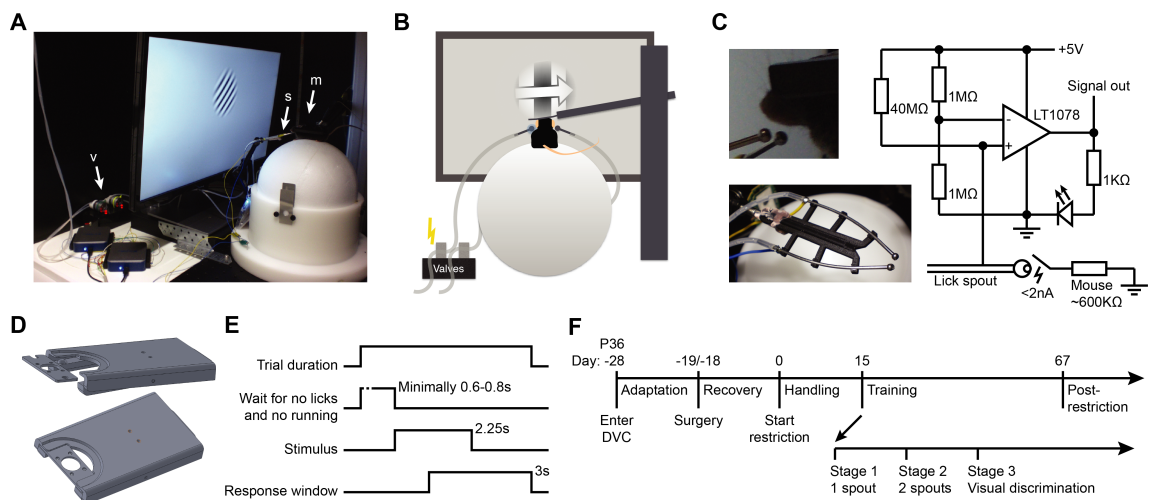 A
v
s
m
B
Valves
C
+5V
Signal out
40MΩ
1MΩ
LT1078
-
+
1MΩ
1KΩ
Lick spout
<2nA
Mouse
~600KΩ
D
E
Trial duration
Wait for no licks
and no running
Minimally 0.6-0.8s
Stimulus
2.25s
Response window
3s
F
P36
Day: -28
-19/-18
0
15
67
Adaptation
Recovery
Handling
Training
Post-
restriction
Enter
DVC
Surgery
Start
restriction
Stage 1
1 spout
Stage 2
2 spouts
Stage 3
Visual discrimination